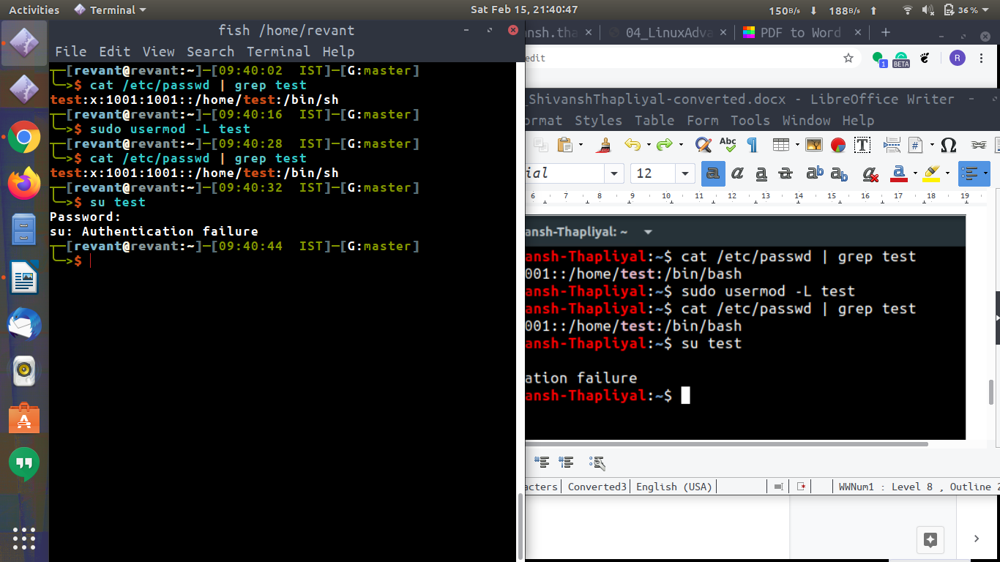 Activities Terminal Sat Feb 15, 21:40:47 150B/s 188B/s 36%
fish /home/revant
File Edit View Search Terminal Help
[revant@revant:~]─[09:40:02 IST]─[G:master]
$ cat /etc/passwd | grep test
test:x:1001:1001::/home/test:/bin/sh
[revant@revant:~]─[09:40:16 IST]─[G:master]
$ sudo usermod -L test
[revant@revant:~]─[09:40:28 IST]─[G:master]
$ cat /etc/passwd | grep test
test:x:1001:1001::/home/test:/bin/sh
[revant@revant:~]─[09:40:32 IST]─[G:master]
$ su test
Password:
su: Authentication failure
[revant@revant:~]─[09:40:44 IST]─[G:master]
$
nsh.tha × 04_LinuxAdva × PDF to Word × +
edit 1 BETA R
_ShivanshThapliyal-converted.docx - LibreOffice Writer
ormat Styles Table Form Tools Window Help
Abc
ial 12 a a a a ab ab a a
6 7 8 9 10 11 12 13 14 15 16 17 18 19
ansh-Thapliyal: ~
ansh-Thapliyal:~$ cat /etc/passwd | grep test
001::/home/test:/bin/bash
ansh-Thapliyal:~$ sudo usermod -L test
ansh-Thapliyal:~$ cat /etc/passwd | grep test
001::/home/test:/bin/bash
ansh-Thapliyal:~$ su test
ation failure
ansh-Thapliyal:~$
acters Converted3 English (USA) WWNum1 : Level 8 , Outline 2